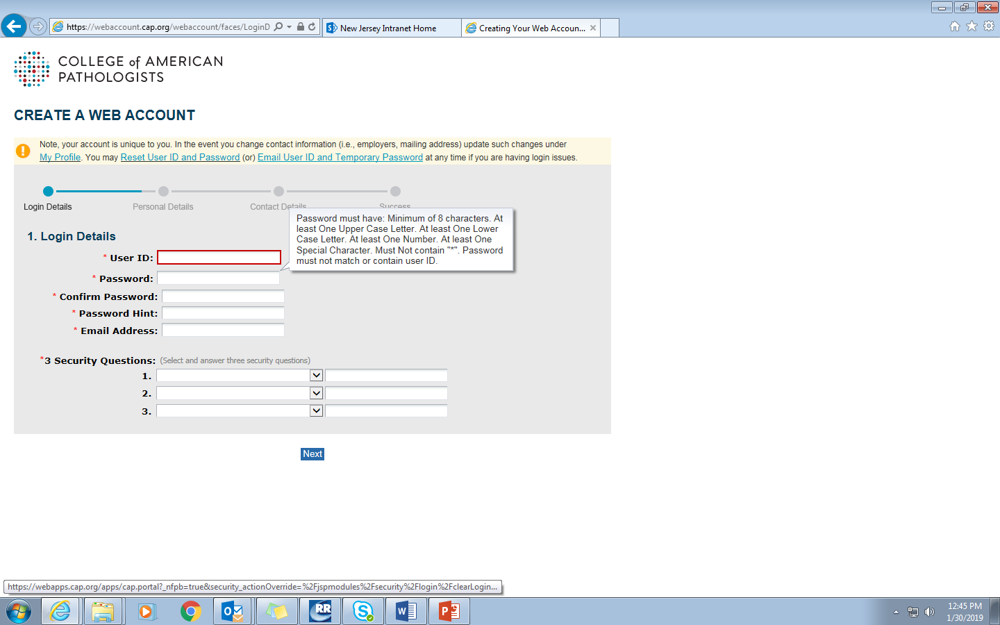 https://webaccount.cap.org/webaccount/faces/LoginD
New Jersey Intranet Home
Creating Your Web Accoun...
COLLEGE of AMERICAN
PATHOLOGISTS
CREATE A WEB ACCOUNT
Note, your account is unique to you. In the event you change contact information (i.e., employers, mailing address) update such changes under
My Profile. You may Reset User ID and Password (or) Email User ID and Temporary Password at any time if you are having login issues.
Login Details
Personal Details
Contact Details
Success
Password must have: Minimum of 8 characters. At
least One Upper Case Letter. At least One Lower
Case Letter. At least One Number. At least One
Special Character. Must Not contain "*". Password
must not match or contain user ID.
1. Login Details
* User ID:
* Password:
* Confirm Password:
* Password Hint:
* Email Address:
*3 Security Questions: (Select and answer three security questions)
1.
2.
3.
Next
https://webapps.cap.org/apps/cap.portal?_nfpb=true&security_actionOverride=%2Fjspmodules%2Fsecurity%2Flogin%2FclearLogin...
12:45 PM
1/30/2019